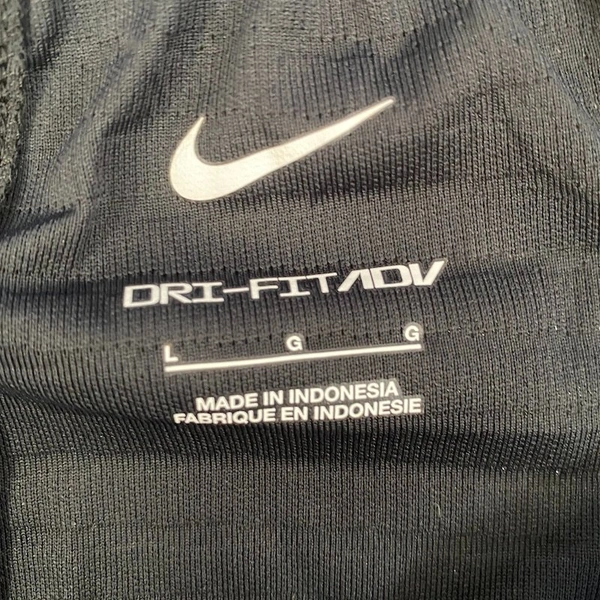 DRI-FIT ADV
L G G
MADE IN INDONESIA
FABRIQUE EN INDONESIE